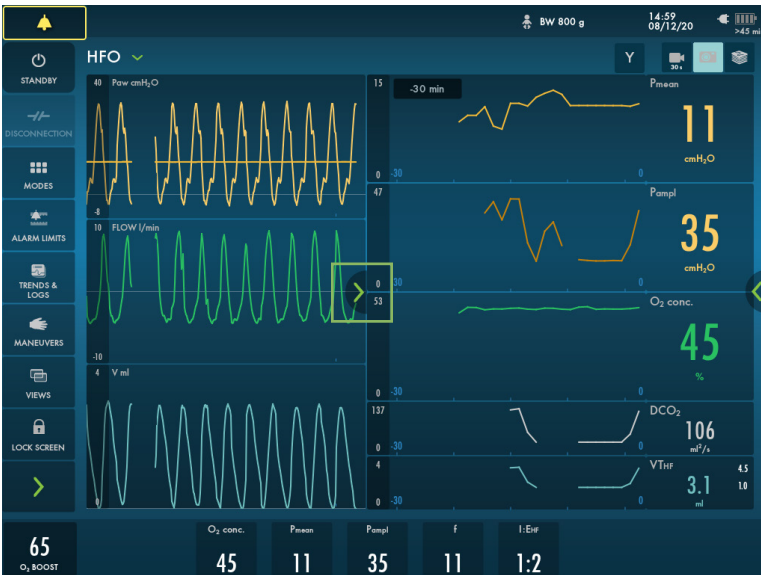 BW 800 g
14:59
08/12/20
>45 mi
STANDBY
HFO
Y
30 s
DISCONNECTION
MODES
ALARM LIMITS
TRENDS &
LOGS
MANEUVERS
VIEWS
LOCK SCREEN
40 Paw cmH2O
-8
10 FLOW l/min
-10
4 V ml
0
15
-30 min
Pmean
11
cmH2O
0 -30 0
47
Pampl
35
cmH2O
0 30 0
53
O2 conc.
45
%
0 -30 0
137
DCO2
106
ml²/s
0 -30 0
4
VTHF
4.5
3.1
1.0
ml
0 -30 0
65
O2 BOOST
O2 conc. Pmean Pampl f I:EHF
45 11 35 11 1:2